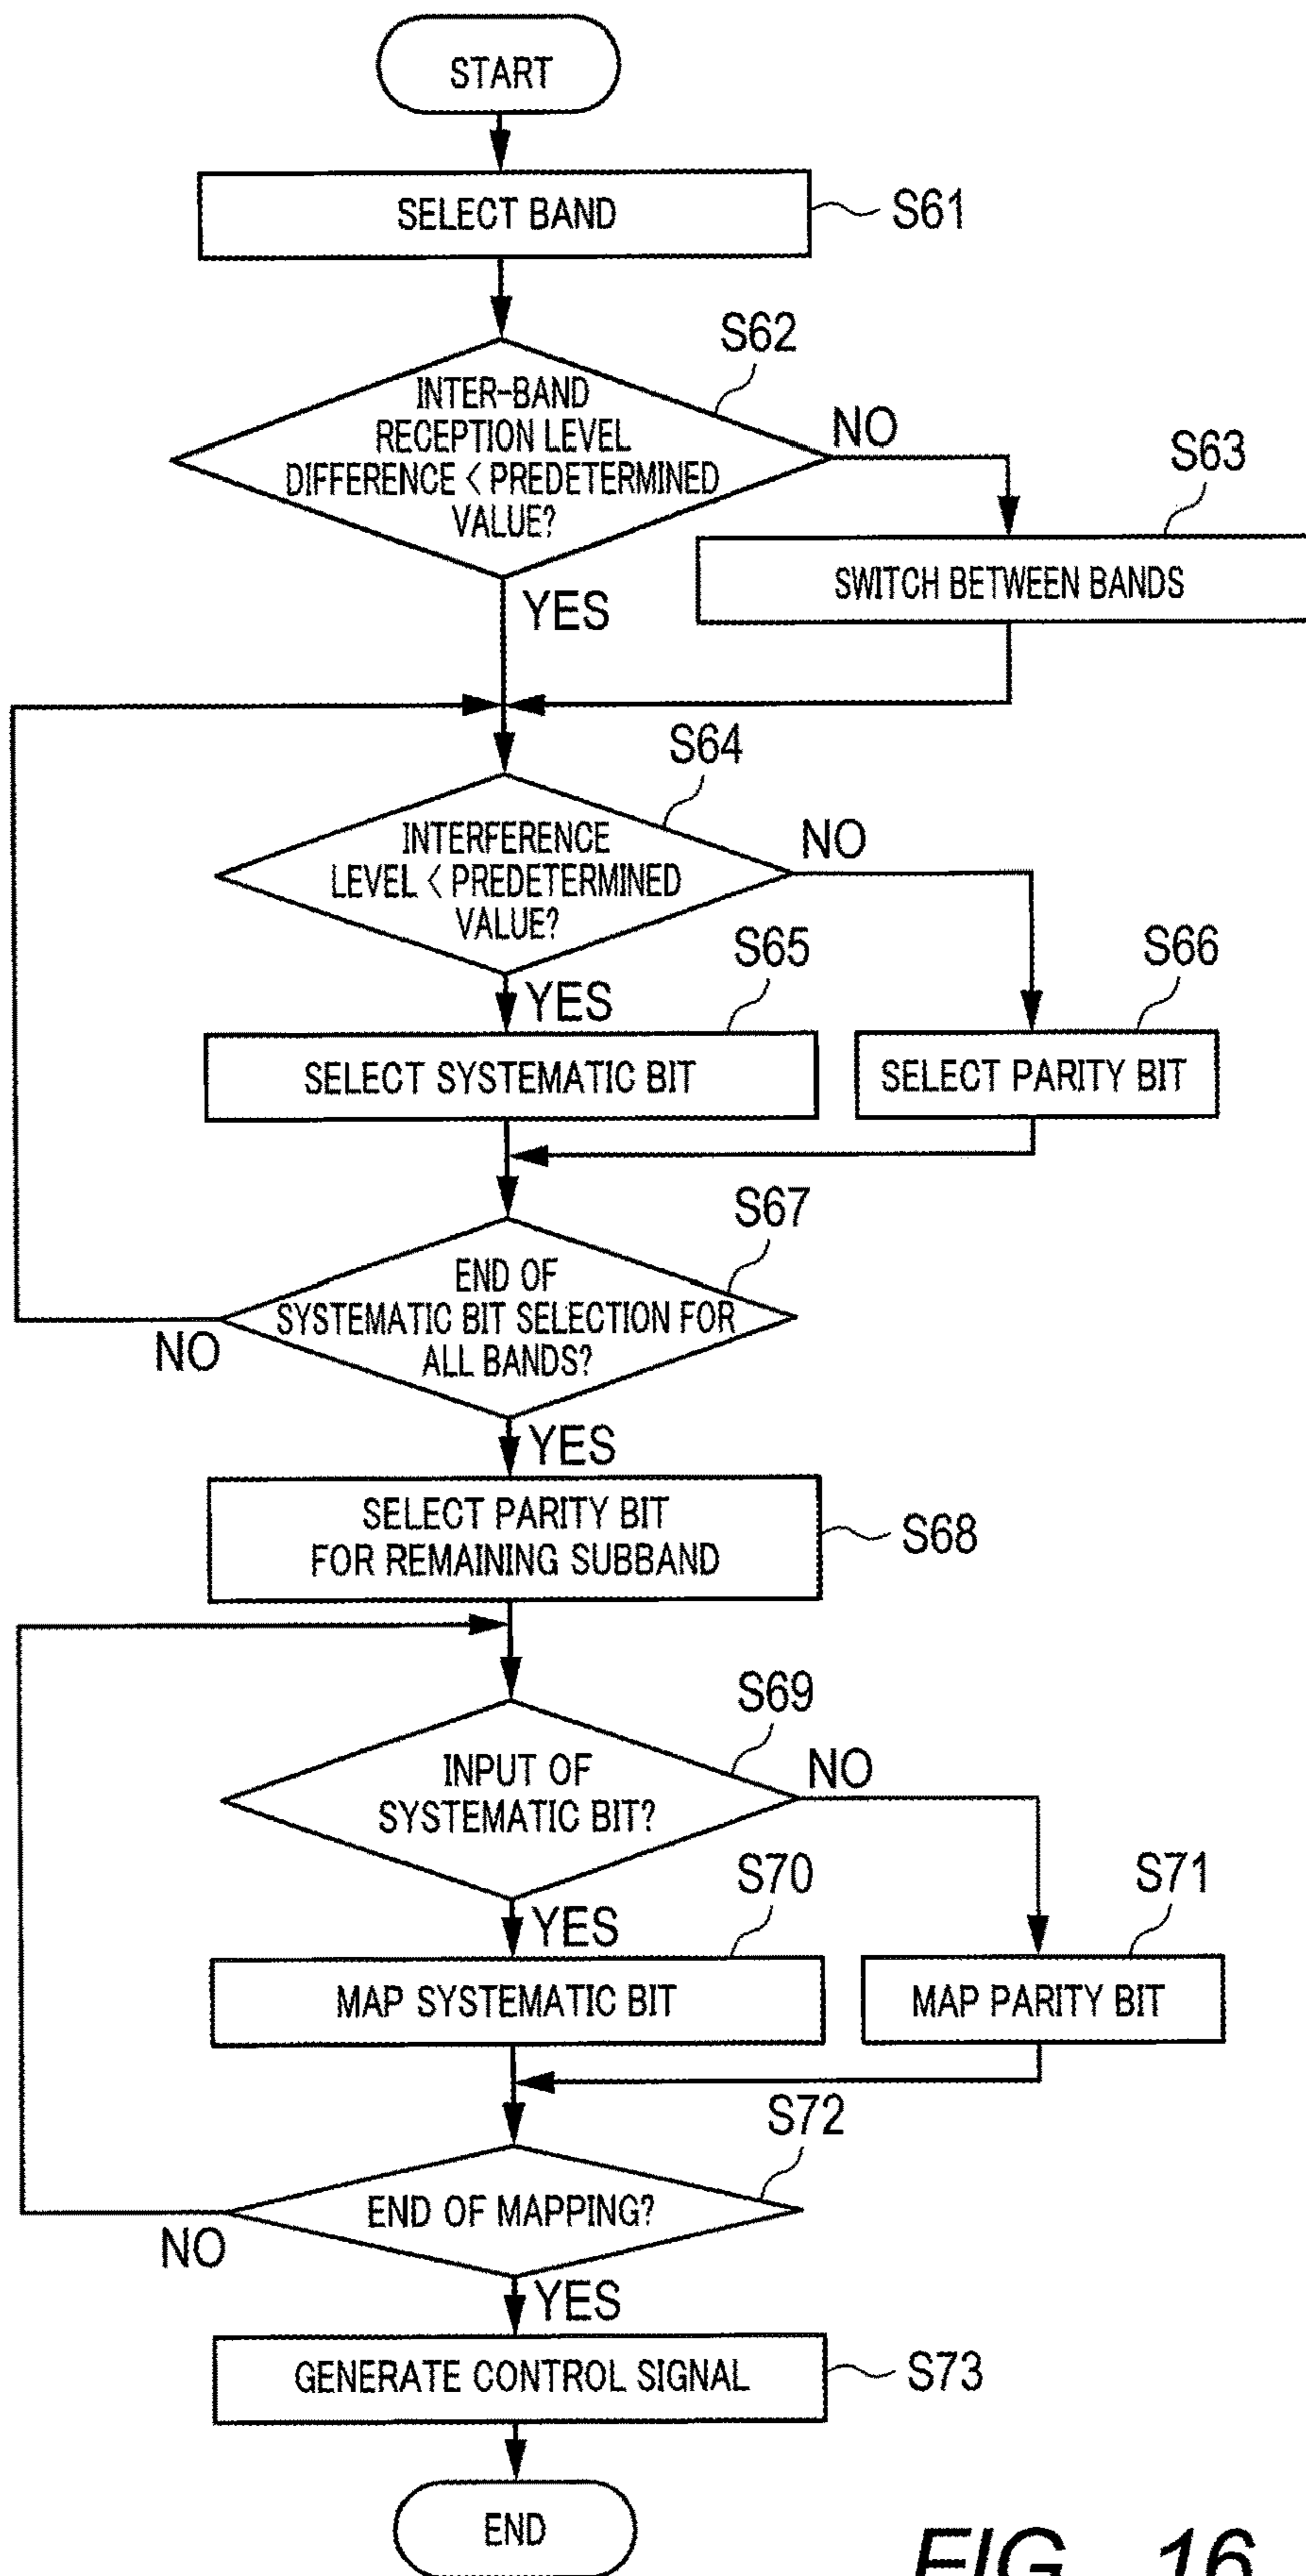 START
SELECT BAND
S61
S62
INTER-BAND
RECEPTION LEVEL
DIFFERENCE < PREDETERMINED
VALUE?
NO
S63
SWITCH BETWEEN BANDS
YES
S64
INTERFERENCE
LEVEL < PREDETERMINED
VALUE?
NO
S65
S66
YES
SELECT SYSTEMATIC BIT
SELECT PARITY BIT
S67
END OF
SYSTEMATIC BIT SELECTION FOR
ALL BANDS?
NO
YES
SELECT PARITY BIT
FOR REMAINING SUBBAND
S68
S69
INPUT OF
SYSTEMATIC BIT?
NO
S70
S71
YES
MAP SYSTEMATIC BIT
MAP PARITY BIT
S72
END OF MAPPING?
NO
YES
GENERATE CONTROL SIGNAL
S73
END
FIG. 16